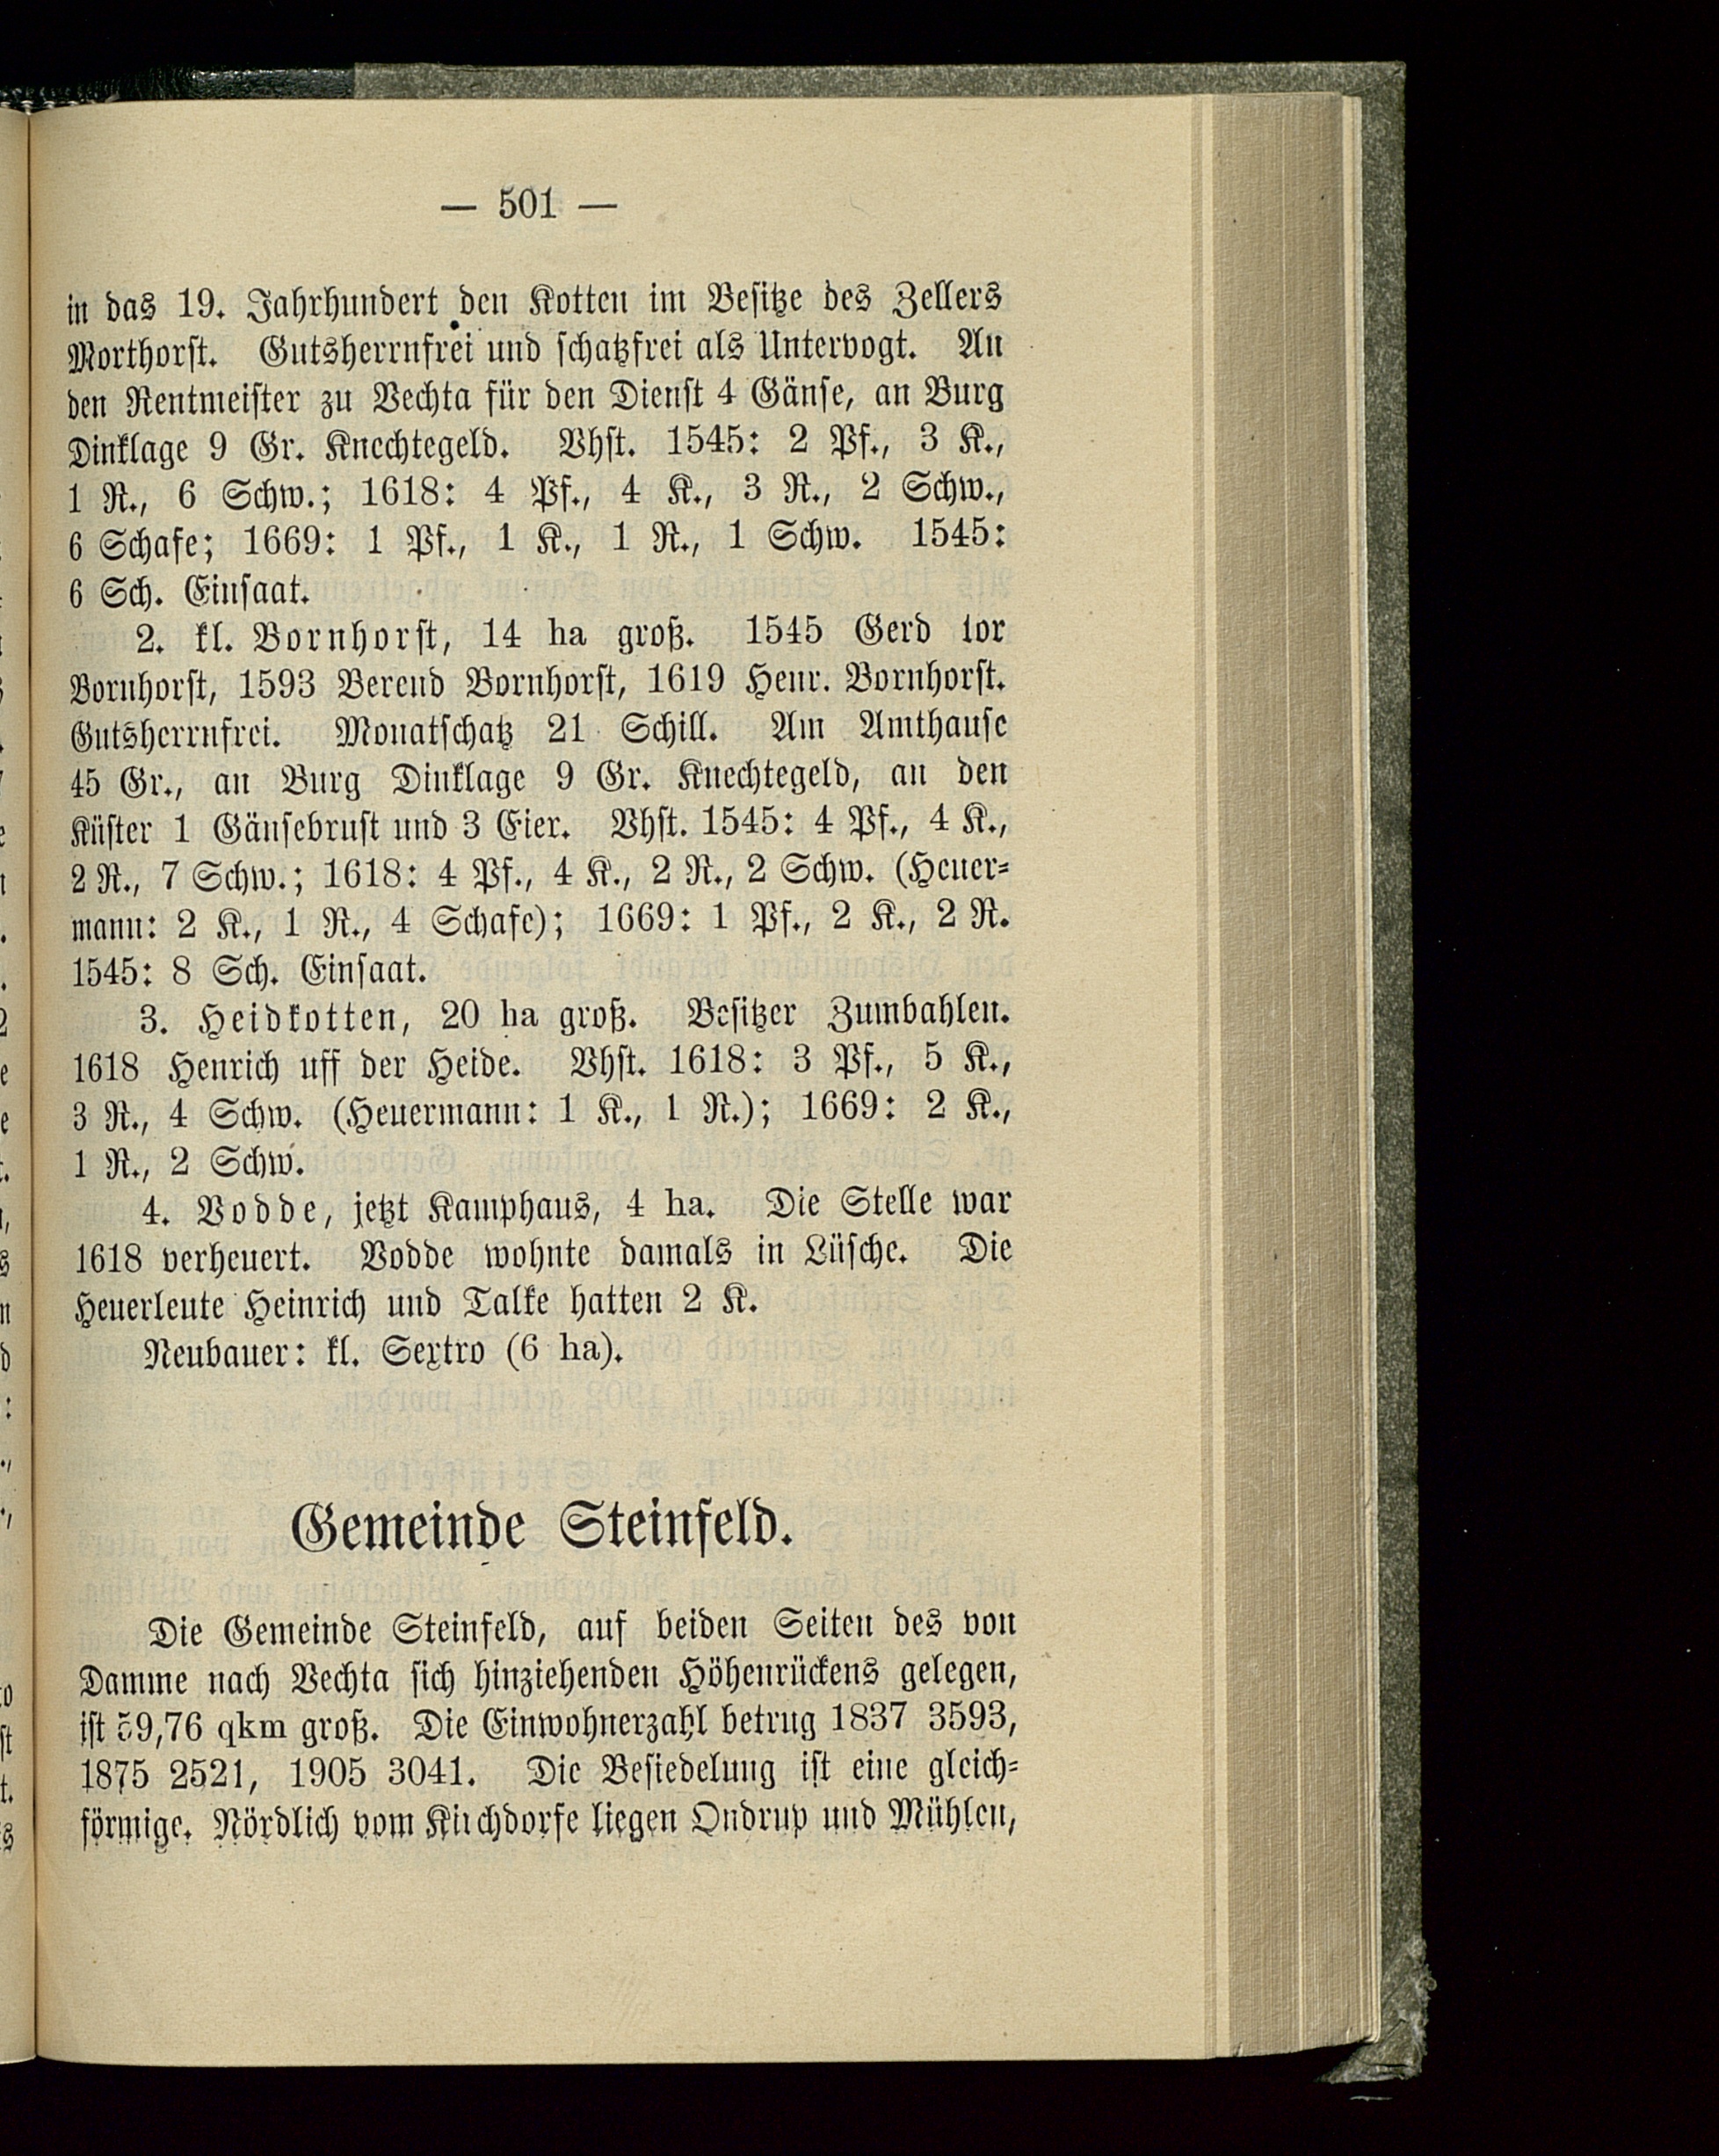 — 501 —
in das 19. Jahrhundert den Kotten im Besitze des Zellers
Morthorst. Gutsherrnfrei und schatzfrei als Untervogt. An
den Rentmeister zu Vechta für den Dienst 4 Gänse, an Burg
Dinklage 9 Gr. Knechtegeld. Vhst. 1545: 2 Pf., 3 K.,
1 R., 6 Schw.; 1618: 4 Pf., 4 K., 3 R., 2 Schw.,
6 Schafe; 1669: 1 Pf., 1 K., 1 R., 1 Schw. 1545:
6 Sch. Einsaat.
2. kl. Bornhorst, 14 ha groß. 1545 Gerd tor
Bornhorst, 1593 Berend Bornhorst, 1619 Henr. Bornhorst.
Gutsherrnfrei. Monatschatz 21 Schill. Am Amthause
45 Gr., an Burg Dinklage 9 Gr. Knechtegeld, an den
Küster 1 Gänsebrust und 3 Eier. Vhst. 1545: 4 Pf., 4 K.,
2 R., 7 Schw.; 1618: 4 Pf., 4 K., 2 R., 2 Schw. (Heuer-
mann: 2 K., 1 R., 4 Schafe); 1669: 1 Pf., 2 K., 2 R.
1545: 8 Sch. Einsaat.
3. Heidkotten, 20 ha groß. Besitzer Zumbahlen.
1618 Henrich uff der Heide. Vhst. 1618: 3 Pf., 5 K.,
3 R., 4 Schw. (Heuermann: 1 K., 1 R.); 1669: 2 K.,
1 R., 2 Schw.
4. Vodde, jetzt Kamphaus, 4 ha. Die Stelle war
1618 verheuert. Vodde wohnte damals in Lüsche. Die
Heuerleute Heinrich und Talke hatten 2 K.
Neubauer: kl. Sextro (6 ha).
Gemeinde Steinfeld.
Die Gemeinde Steinfeld, auf beiden Seiten des von
Damme nach Vechta sich hinziehenden Höhenrückens gelegen,
ist 59,76 qkm groß. Die Einwohnerzahl betrug 1837 3593,
1875 2521, 1905 3041. Die Besiedelung ist eine gleich-
förmige. Nördlich vom Kirchdorfe liegen Ondrup und Mühlen,